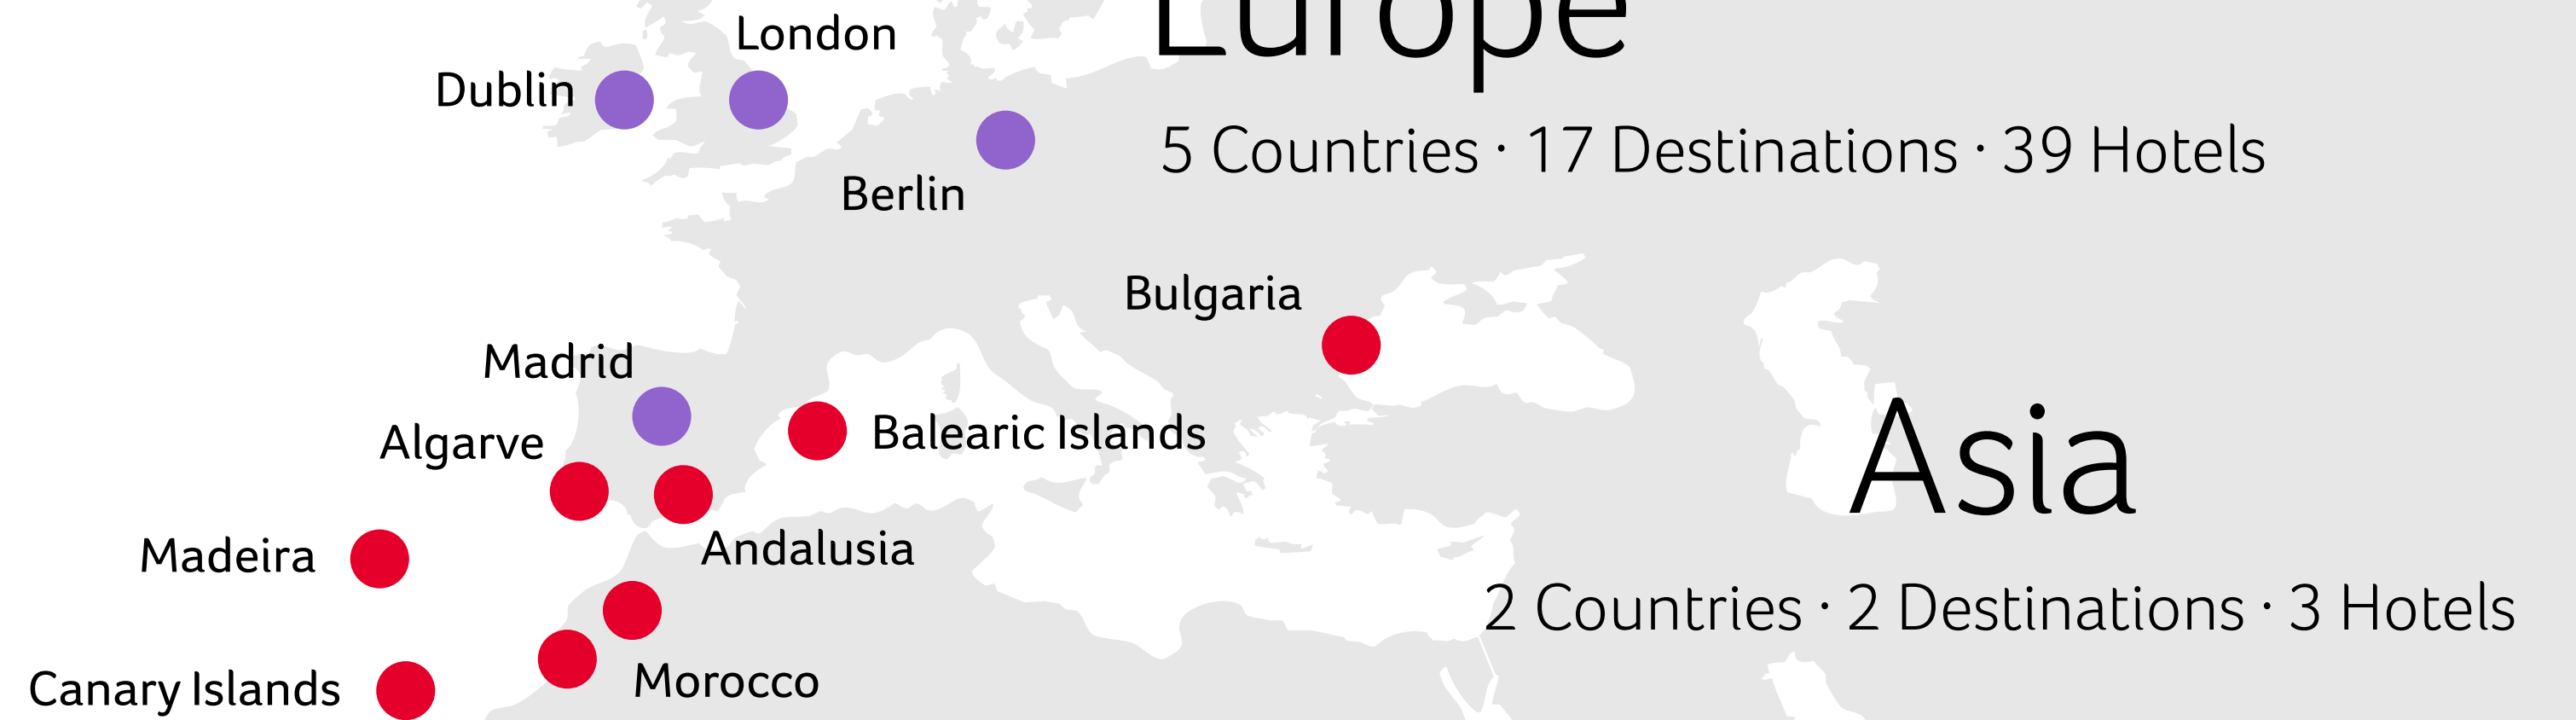 Europe
London
Dublin
5 Countries · 17 Destinations · 39 Hotels
Berlin
Bulgaria
Madrid
Algarve
Balearic Islands
Asia
Madeira
Andalusia
2 Countries · 2 Destinations · 3 Hotels
Canary Islands
Morocco